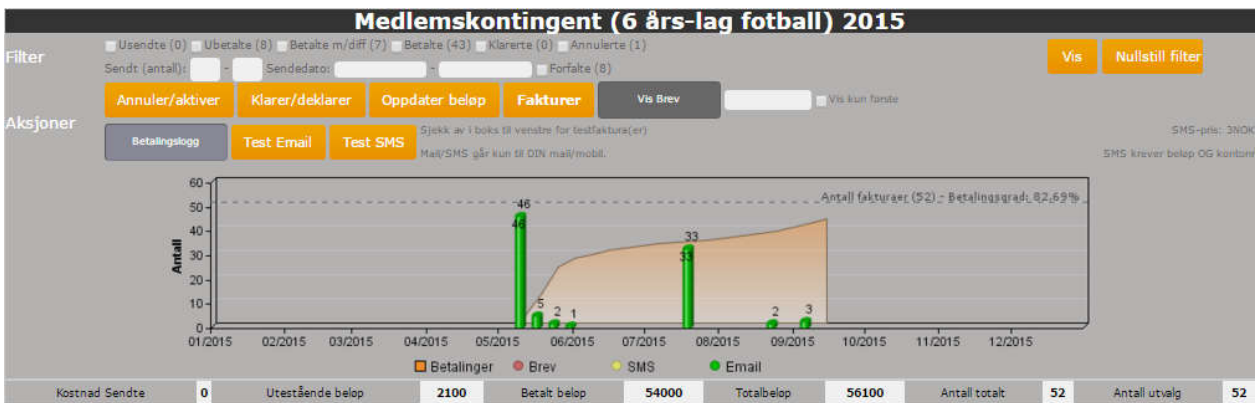 Medlemskontingent (6 års-lag fotball) 2015
Filter
Usendte (0) Ubetalte (8) Betalte m/diff (7) Betalte (43) Klarerte (0) Annulerte (1)
Sendt (antall): - Sendedato: - Forfalte (8)
Vis Nullstill filter
Aksjoner
Annuler/aktiver Klarer/deklarer Oppdater beløp Fakturer Vis Brev Vis kun første
Betalingslogg Test Email Test SMS
Sjekk av i boks til venstre for testfaktura(er)
Mail/SMS går kun til DIN mail/mobil.
SMS-pris: 3NOK
SMS krever beløp OG kontonr
Antall fakturaer (52) - Betalingsgrad: 82,69%
Antall
60
50
40
30
20
10
0
46
46
5
2
1
33
33
2
3
01/2015 02/2015 03/2015 04/2015 05/2015 06/2015 07/2015 08/2015 09/2015 10/2015 11/2015 12/2015
Betalinger Brev SMS Email
Kostnad Sendte 0 Utestående beløp 2100 Betalt beløp 54000 Totalbeløp 56100 Antall totalt 52 Antall utvalg 52